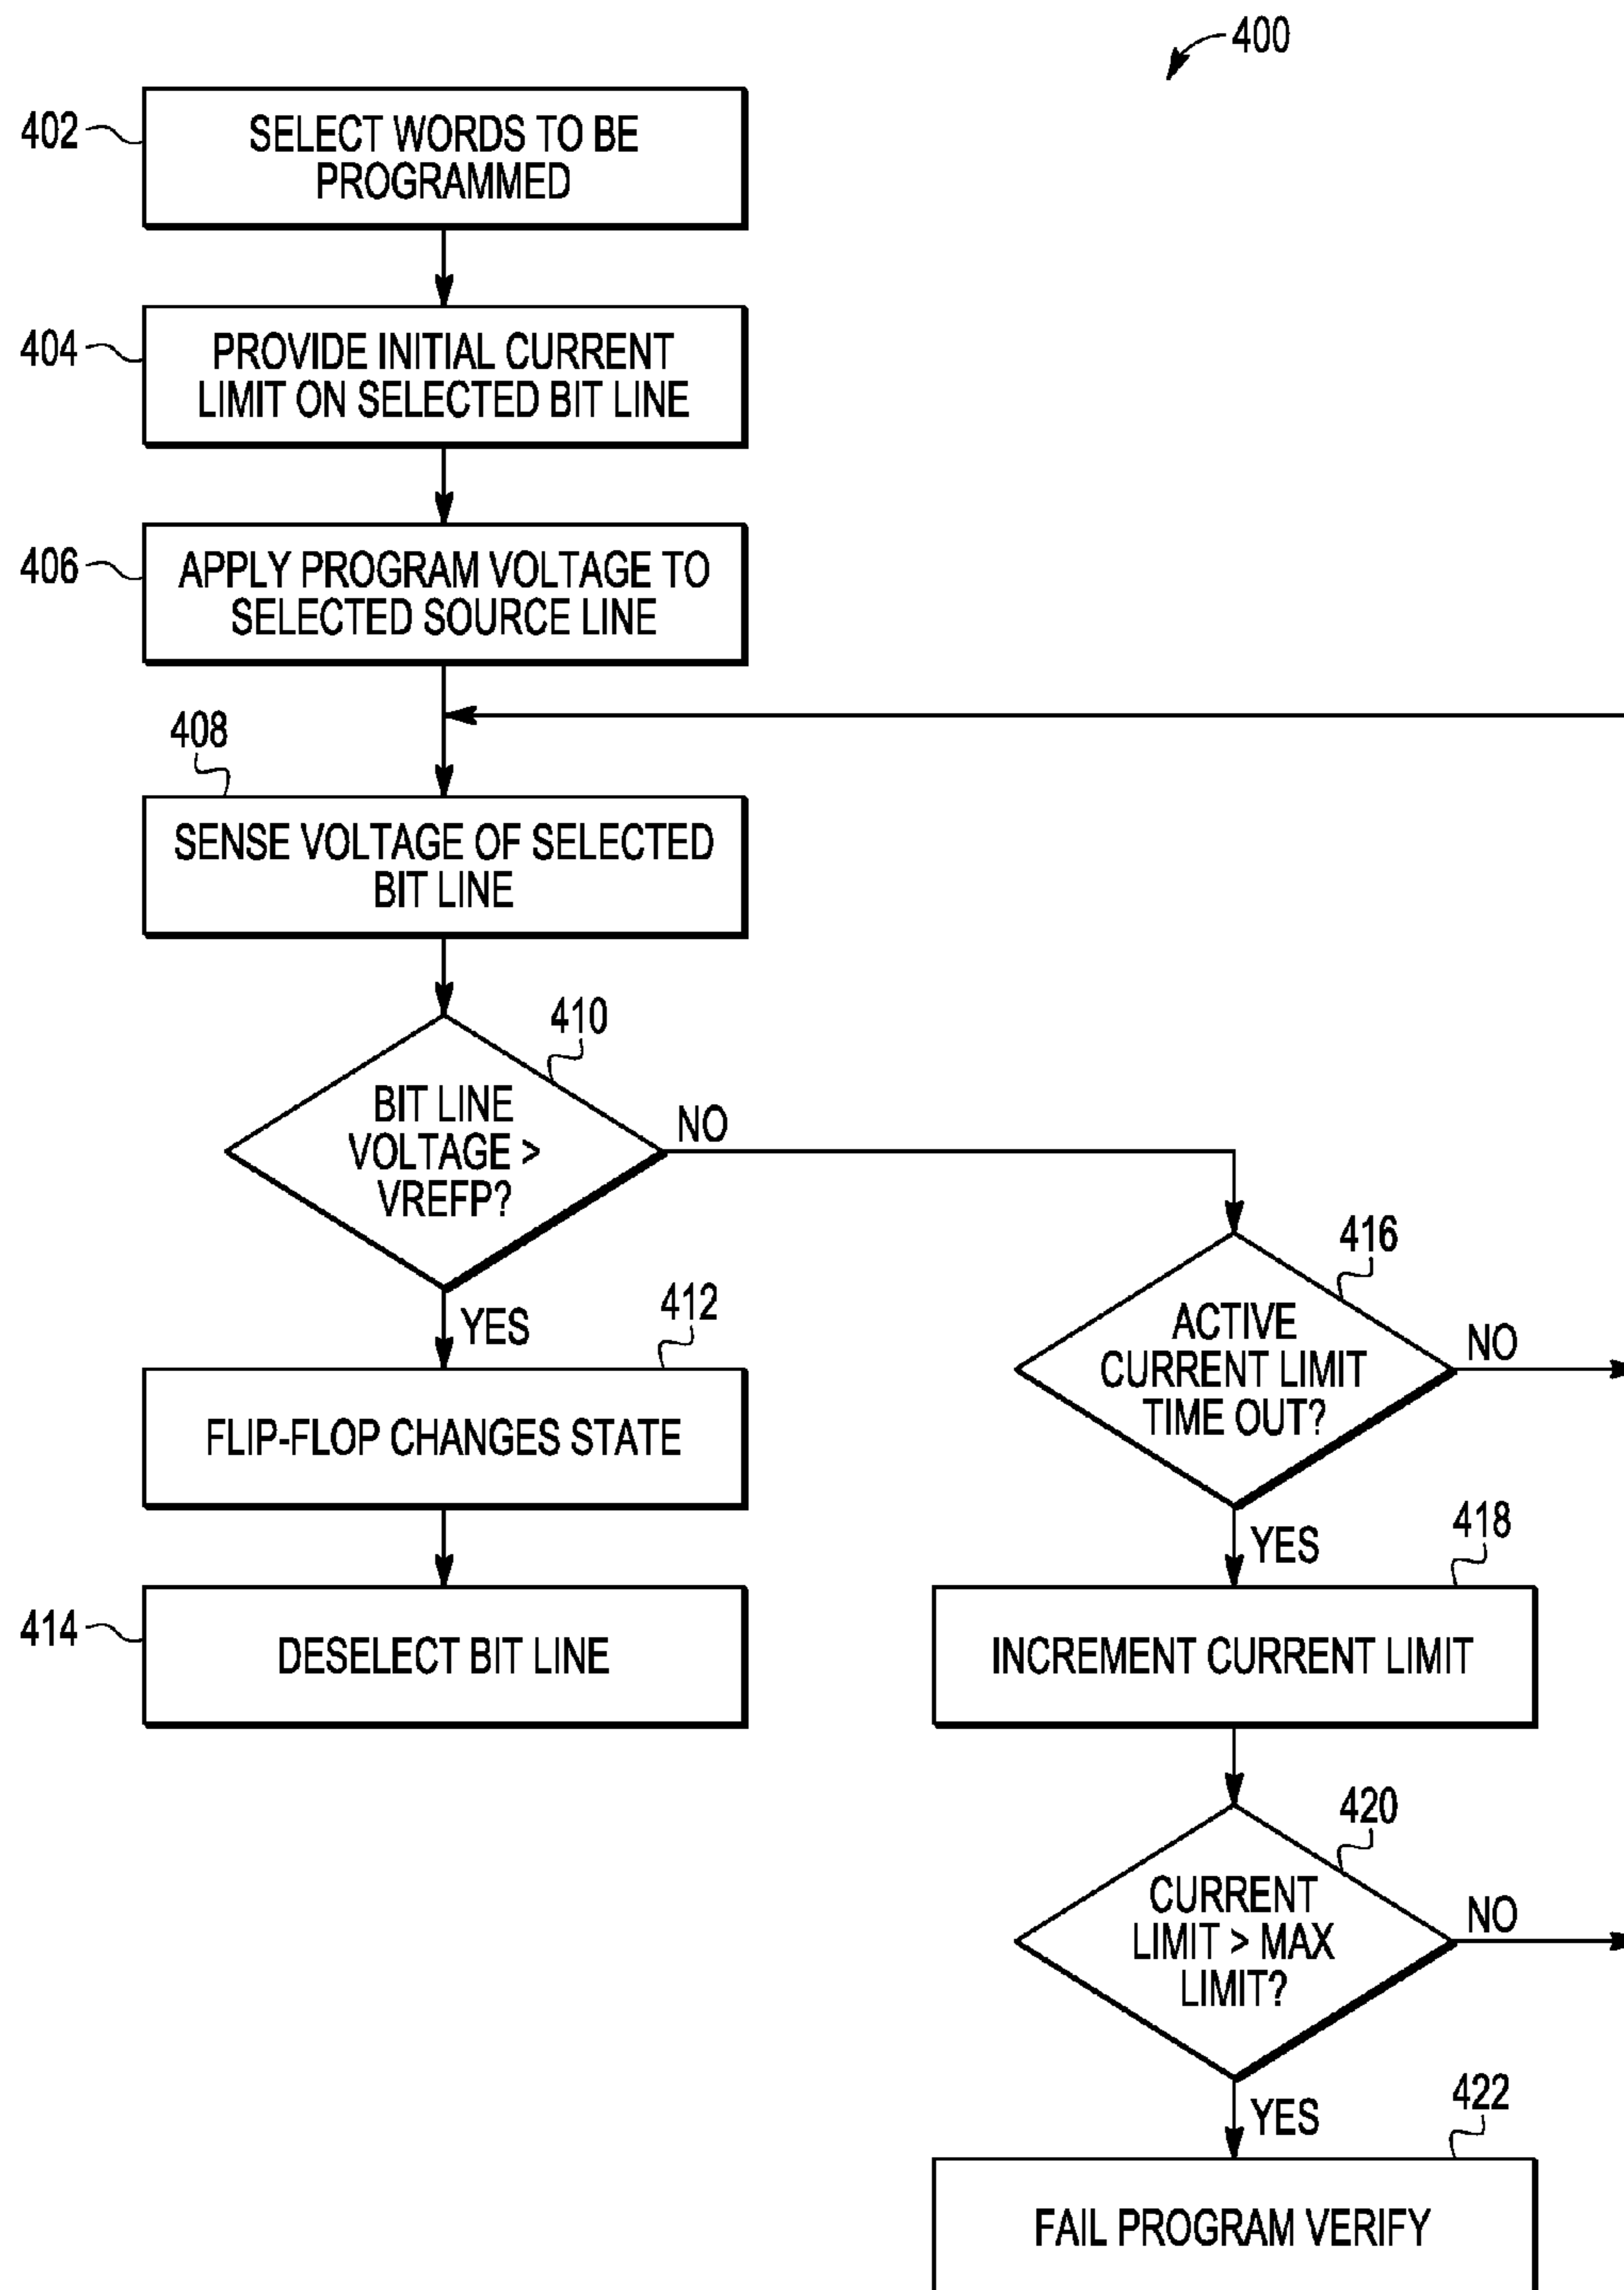 400
402
SELECT WORDS TO BE
PROGRAMMED
404
PROVIDE INITIAL CURRENT
LIMIT ON SELECTED BIT LINE
406
APPLY PROGRAM VOLTAGE TO
SELECTED SOURCE LINE
408
SENSE VOLTAGE OF SELECTED
BIT LINE
410
BIT LINE
VOLTAGE >
VREFP?
NO
YES
412
FLIP-FLOP CHANGES STATE
414
DESELECT BIT LINE
416
ACTIVE
CURRENT LIMIT
TIME OUT?
NO
YES
418
INCREMENT CURRENT LIMIT
420
CURRENT
LIMIT > MAX
LIMIT?
NO
YES
422
FAIL PROGRAM VERIFY